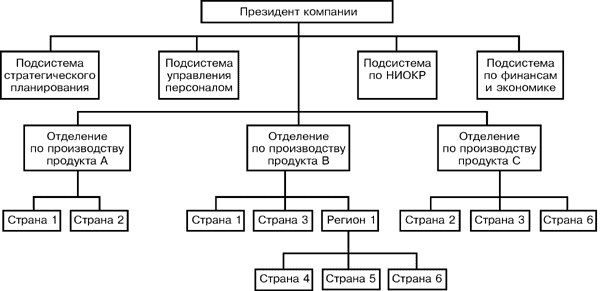 Президент компании
Подсистема
стратегического
планирования
Подсистема
управления
персоналом
Подсистема
по НИОКР
Подсистема
по финансам
и экономике
Отделение
по производству
продукта А
Отделение
по производству
продукта В
Отделение
по производству
продукта С
Страна 1
Страна 2
Страна 1
Страна 3
Регион 1
Страна 2
Страна 3
Страна 6
Страна 4
Страна 5
Страна 6